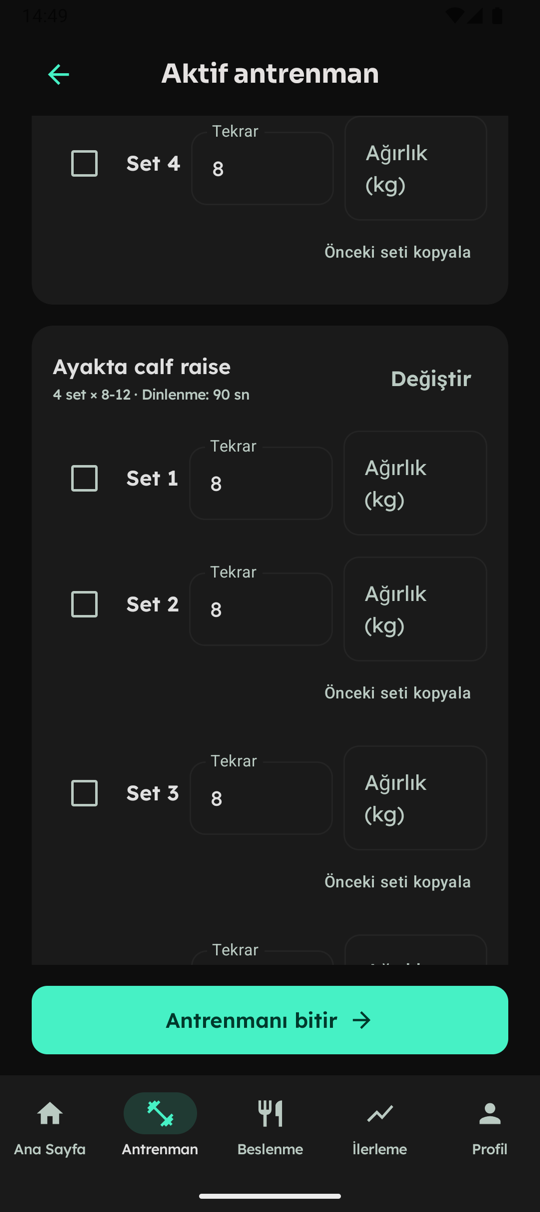 14:49
Aktif antrenman
Tekrar
Set 4
8
Ağırlık
(kg)
Önceki seti kopyala
Ayakta calf raise
4 set × 8-12 · Dinlenme: 90 sn
Değiştir
Tekrar
Set 1
8
Ağırlık
(kg)
Tekrar
Set 2
8
Ağırlık
(kg)
Önceki seti kopyala
Tekrar
Set 3
8
Ağırlık
(kg)
Önceki seti kopyala
Tekrar
Antrenmanı bitir →
Ana Sayfa
Antrenman
Beslenme
İlerleme
Profil